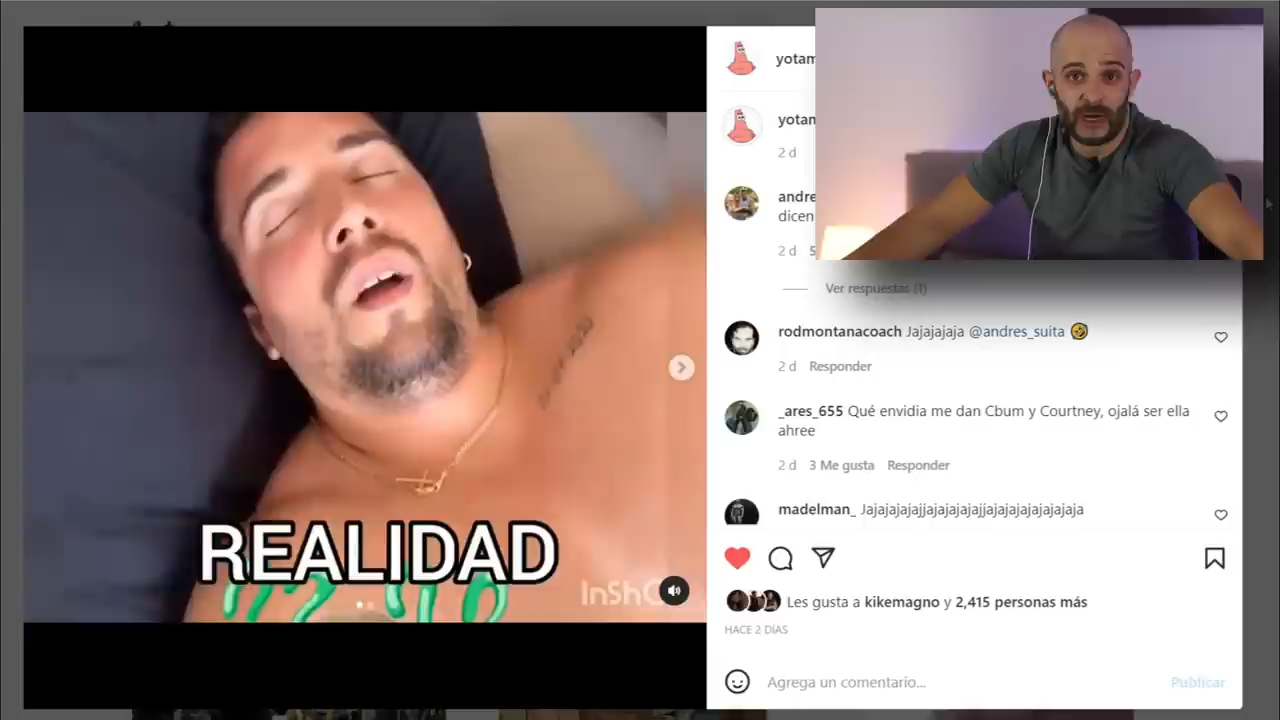 yotam
yotan
2 d
andre
dicen
2 d
Ver respuestas (1)
rodmontanacoach Jajajajaja @andres_suita
2 d Responder
_ares_655 Qué envidia me dan Cbum y Courtney, ojalá ser ella
ahree
2 d 3 Me gusta Responder
madelman_
REALIDAD
InSh
Les gusta a kikemagno y 2,415 personas más
HACE 2 DÍAS
Agrega un comentario...
Publicar